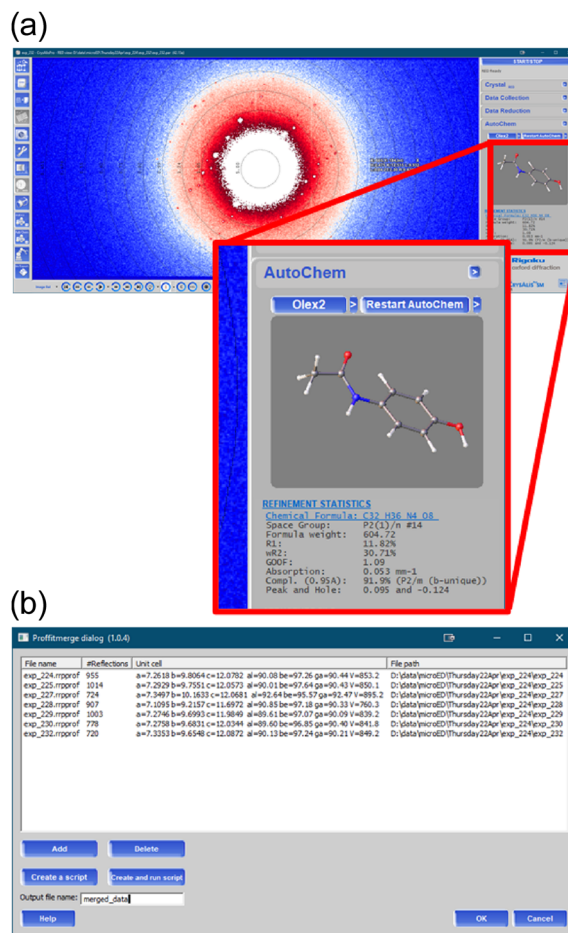 (a)
START/STOP
Crystal
Data Collection
Data Reduction
AutoChem
Olex2 > Restart AutoChem >
Rigaku
oxford diffraction
AutoChem
Olex2 > Restart AutoChem >
REFINEMENT STATISTICS
Chemical Formula: C32 H36 N4 O8
Space Group: P2(1)/n #14
Formula weight: 604.72
R1: 11.82%
wR2: 30.71%
GOOF: 1.09
Absorption: 0.053 mm-1
Compl. (0.95A): 91.9% (P2/m (b-unique))
Peak and Hole: 0.095 and -0.124
(b)
Proffitmerge dialog (1.0.4)
File name #Reflections Unit cell File path
exp_224.rrpprof 955 a=7.2618 b=9.8064 c=12.0782 al=90.08 be=97.26 ga=90.44 V=853.2 D:\data\microED\Thursday22Apr\exp_224\exp_224
exp_225.rrpprof 1014 a=7.2929 b=9.7551 c=12.0573 al=90.01 be=97.64 ga=90.43 V=850.1 D:\data\microED\Thursday22Apr\exp_224\exp_225
exp_227.rrpprof 724 a=7.3497 b=10.1633 c=12.0681 al=92.64 be=95.57 ga=92.47 V=895.2 D:\data\microED\Thursday22Apr\exp_224\exp_227
exp_228.rrpprof 907 a=7.1095 b=9.2157 c=11.6972 al=90.85 be=97.18 ga=90.33 V=760.3 D:\data\microED\Thursday22Apr\exp_224\exp_228
exp_229.rrpprof 1003 a=7.2746 b=9.6993 c=11.9849 al=89.61 be=97.07 ga=90.09 V=839.2 D:\data\microED\Thursday22Apr\exp_224\exp_229
exp_230.rrpprof 778 a=7.2758 b=9.6831 c=12.0344 al=89.60 be=96.85 ga=90.40 V=841.8 D:\data\microED\Thursday22Apr\exp_224\exp_230
exp_232.rrpprof 720 a=7.3353 b=9.6548 c=12.0872 al=90.13 be=97.24 ga=90.21 V=849.2 D:\data\microED\Thursday22Apr\exp_224\exp_232
Add Delete
Create a script Create and run script
Output file name: merged_data
Help OK Cancel